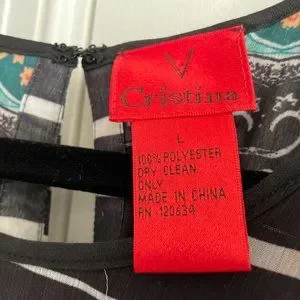 V
Cristina
L
100% POLYESTER
DRY CLEAN
ONLY
MADE IN CHINA
RN 120634